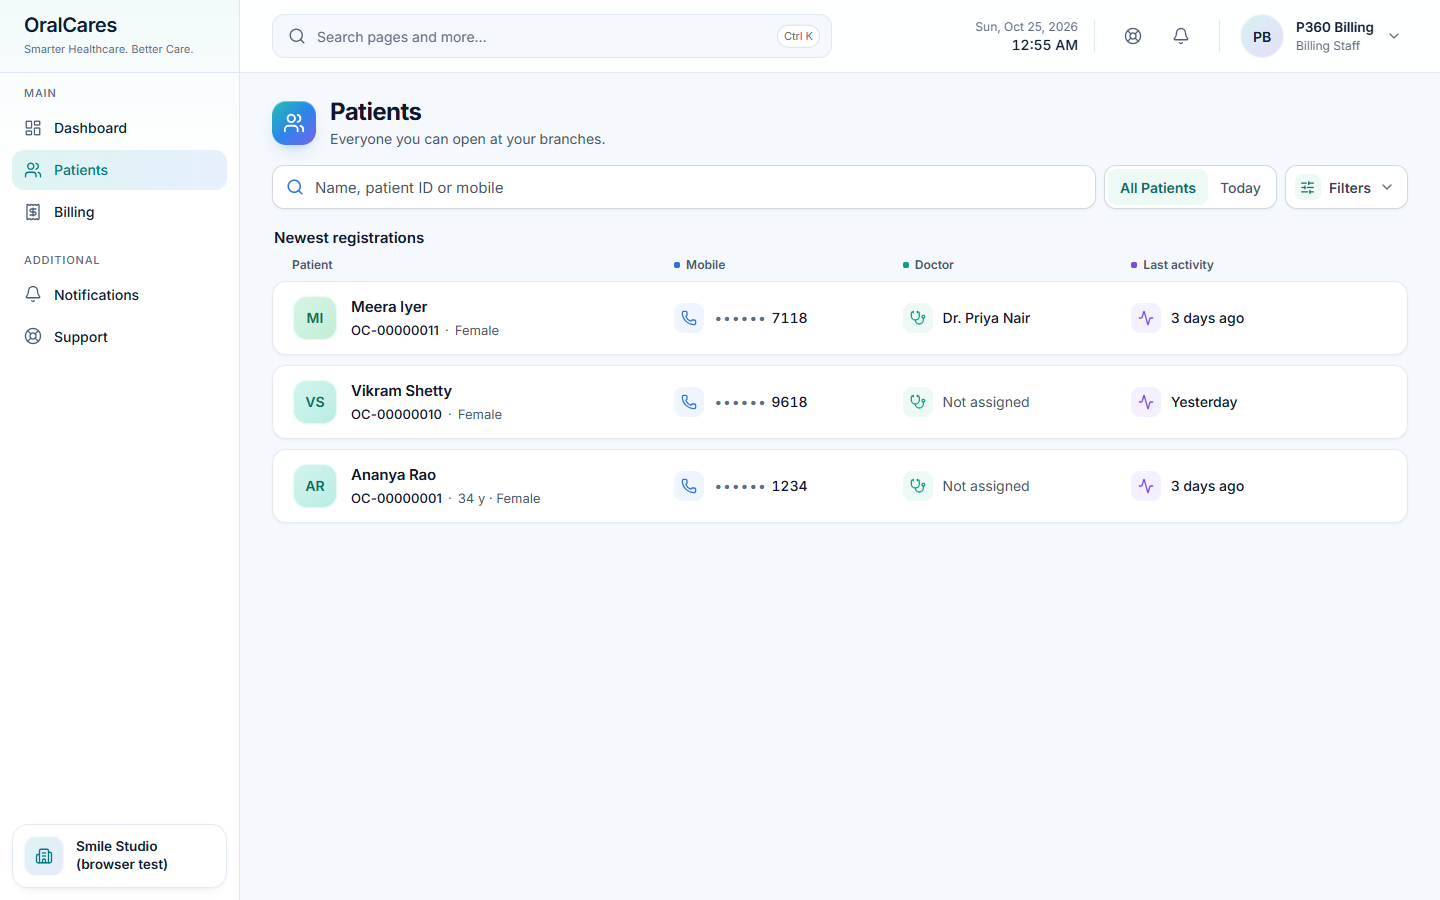 OralCares
Smarter Healthcare. Better Care.
Search pages and more...
Ctrl K
Sun, Oct 25, 2026
12:55 AM
PB
P360 Billing
Billing Staff
MAIN
Dashboard
Patients
Billing
ADDITIONAL
Notifications
Support
Smile Studio
(browser test)
Patients
Everyone you can open at your branches.
Name, patient ID or mobile
All Patients
Today
Filters
Newest registrations
Patient
Mobile
Doctor
Last activity
MI
Meera Iyer
OC-00000011 · Female
•••••• 7118
Dr. Priya Nair
3 days ago
VS
Vikram Shetty
OC-00000010 · Female
•••••• 9618
Not assigned
Yesterday
AR
Ananya Rao
OC-00000001 · 34 y · Female
•••••• 1234
Not assigned
3 days ago